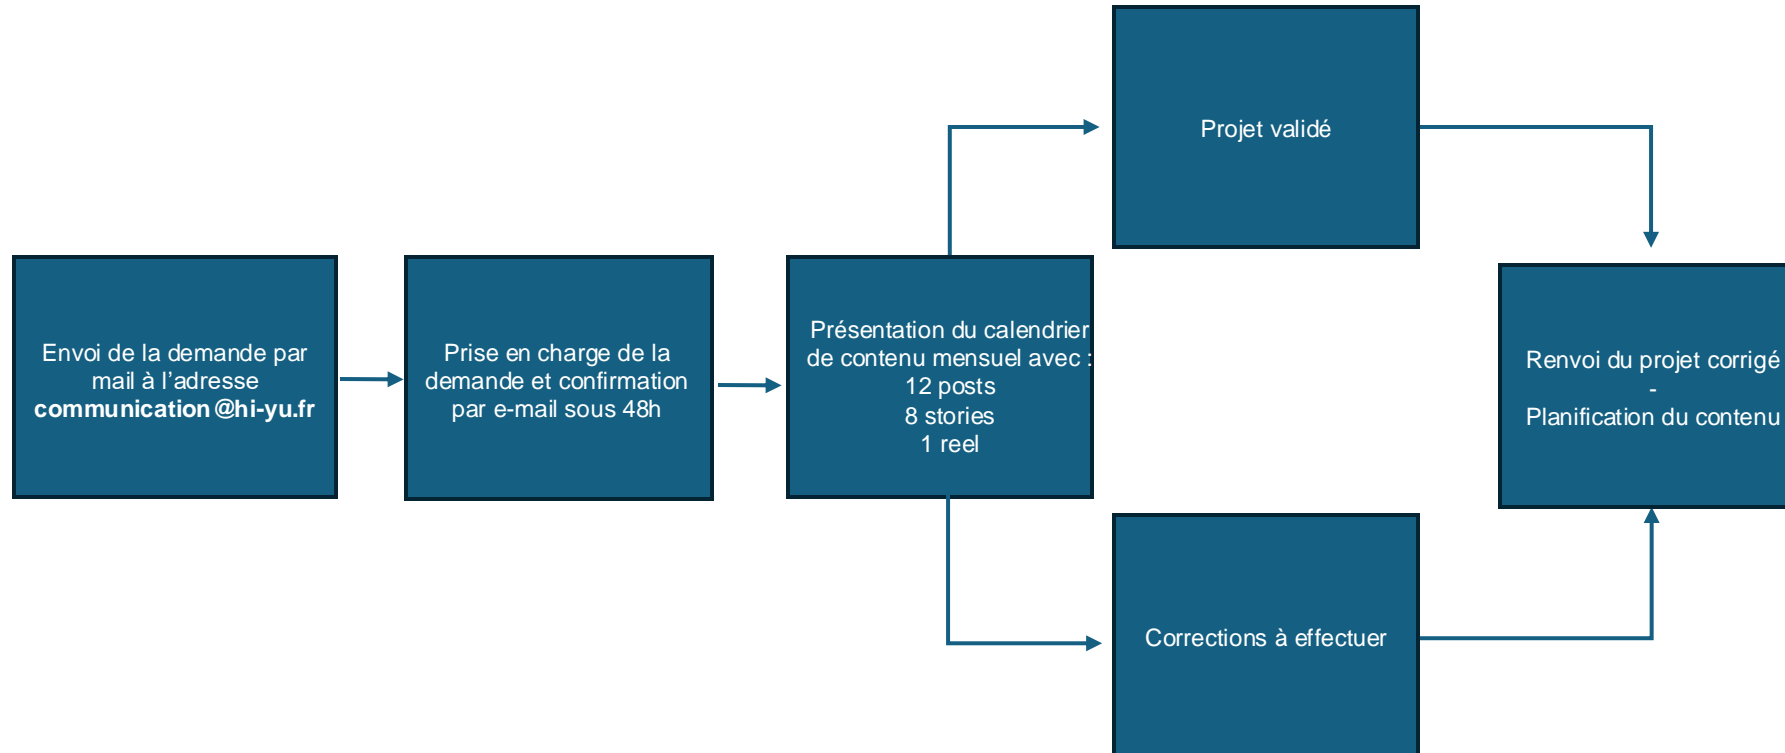 Envoi de la demande par
mail à l’adresse
communication@hi-yu.fr
Prise en charge de la
demande et confirmation
par e-mail sous 48h
Présentation du calendrier
de contenu mensuel avec :
12 posts
8 stories
1 reel
Projet validé
Corrections à effectuer
Renvoi du projet corrigé
-
Planification du contenu